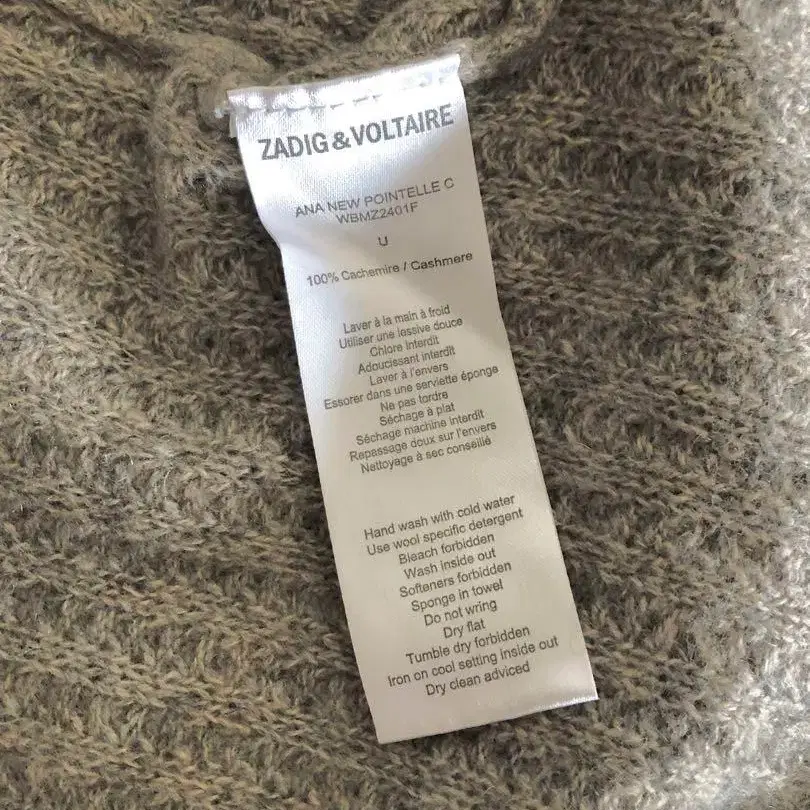 ZADIG & VOLTAIRE
ANA NEW POINTELLE C
WBMZ2401F
U
100% Cachemire / Cashmere
Laver à la main à froid
Utiliser une lessive douce
Chlore Interdit
Adoucissant interdit
Laver à l'envers
Essorer dans une serviette éponge
Ne pas tordre
Séchage à plat
Séchage machine interdit
Repassage doux sur l'envers
Nettoyage à sec conseillé
Hand wash with cold water
Use wool specific detergent
Bleach forbidden
Wash inside out
Softeners forbidden
Sponge in towel
Do not wring
Dry flat
Tumble dry forbidden
Iron on cool setting inside out
Dry clean adviced